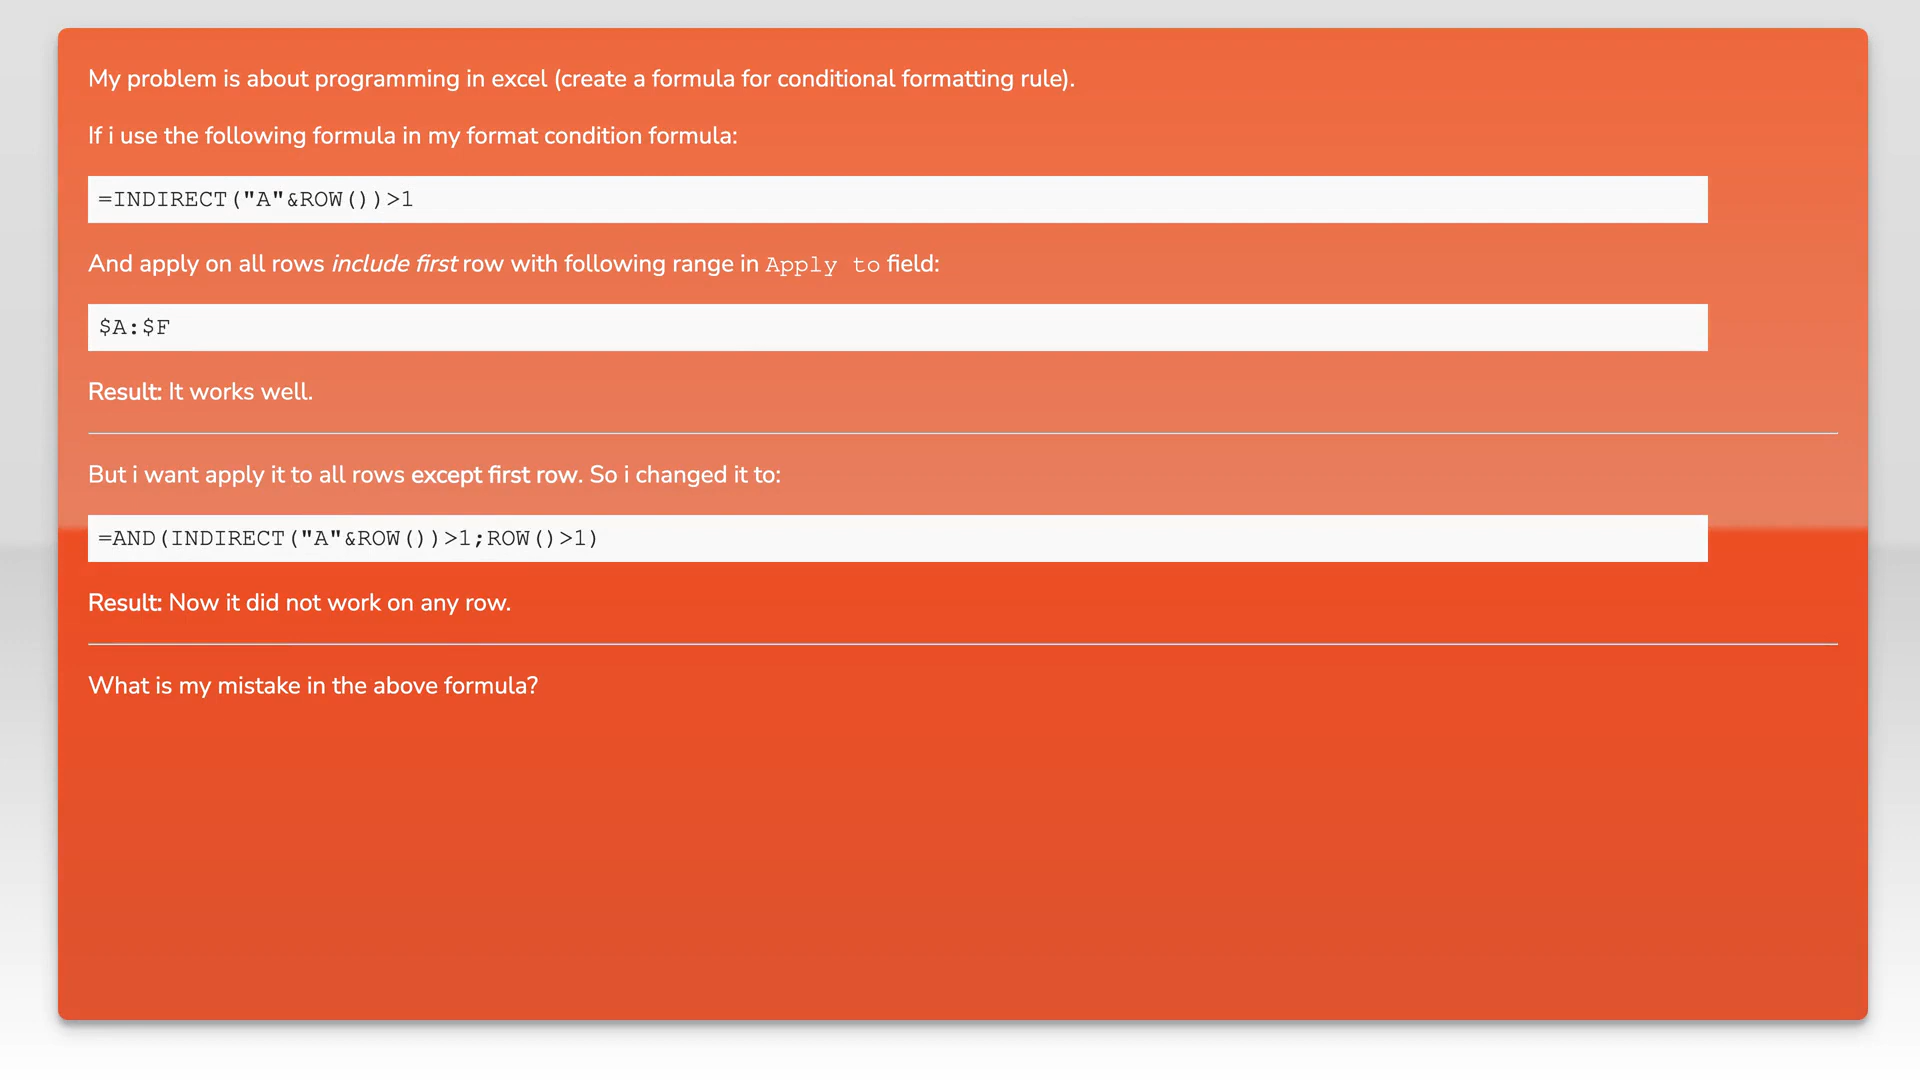 My problem is about programming in excel (create a formula for conditional formatting rule).
If i use the following formula in my format condition formula:
=INDIRECT("A"&ROW())>1
And apply on all rows include first row with following range in Apply to field:
$A:$F
Result: It works well.
But i want apply it to all rows except first row. So i changed it to:
=AND(INDIRECT("A"&ROW())>1;ROW()>1)
Result: Now it did not work on any row.
What is my mistake in the above formula?